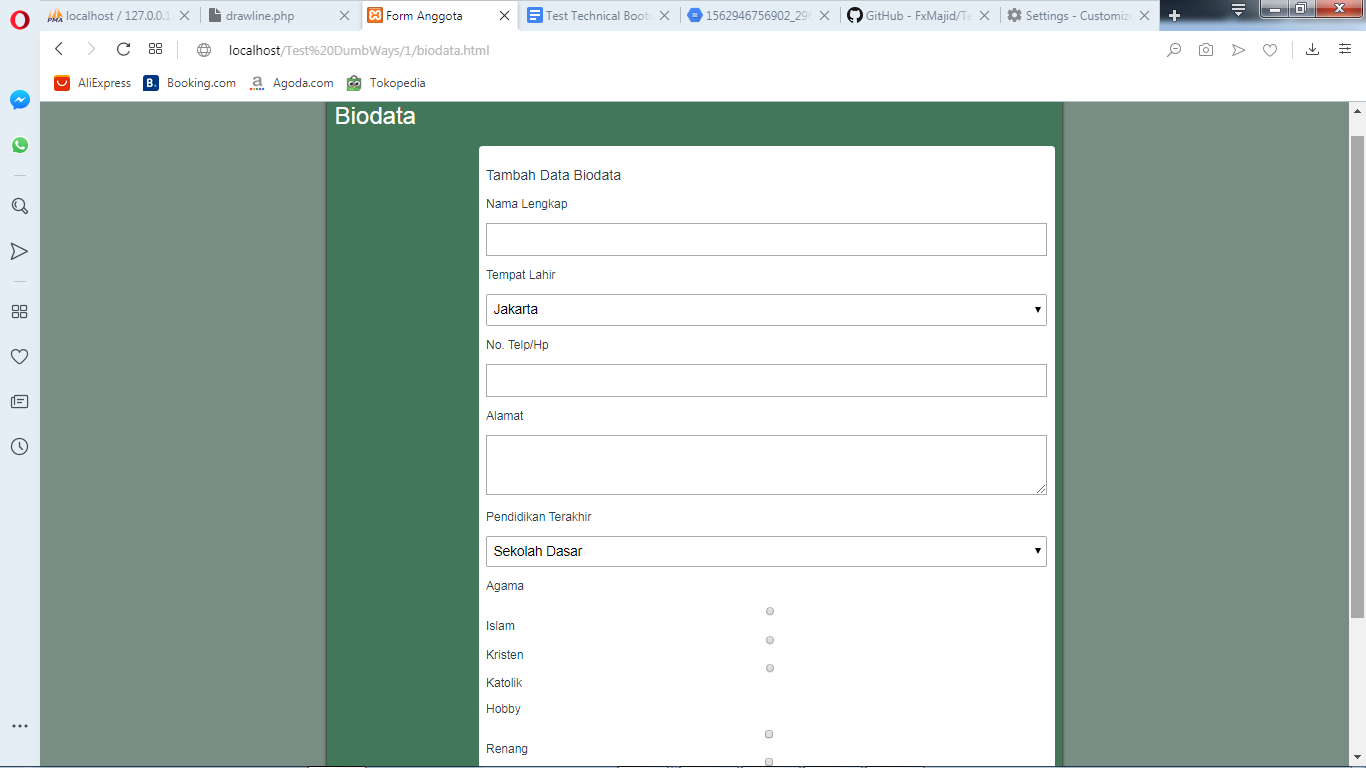 localhost / 127.0.0.1
drawline.php
Form Anggota
Test Technical Boot
1562946756902_29
GitHub - FxMajid/Te
Settings - Customize
localhost/Test%20DumbWays/1/biodata.html
AliExpress
B.
Booking.com
a
Agoda.com
Tokopedia
Biodata
Tambah Data Biodata
Nama Lengkap
Tempat Lahir
Jakarta
No. Telp/Hp
Alamat
Pendidikan Terakhir
Sekolah Dasar
Agama
Islam
Kristen
Katolik
Hobby
Renang